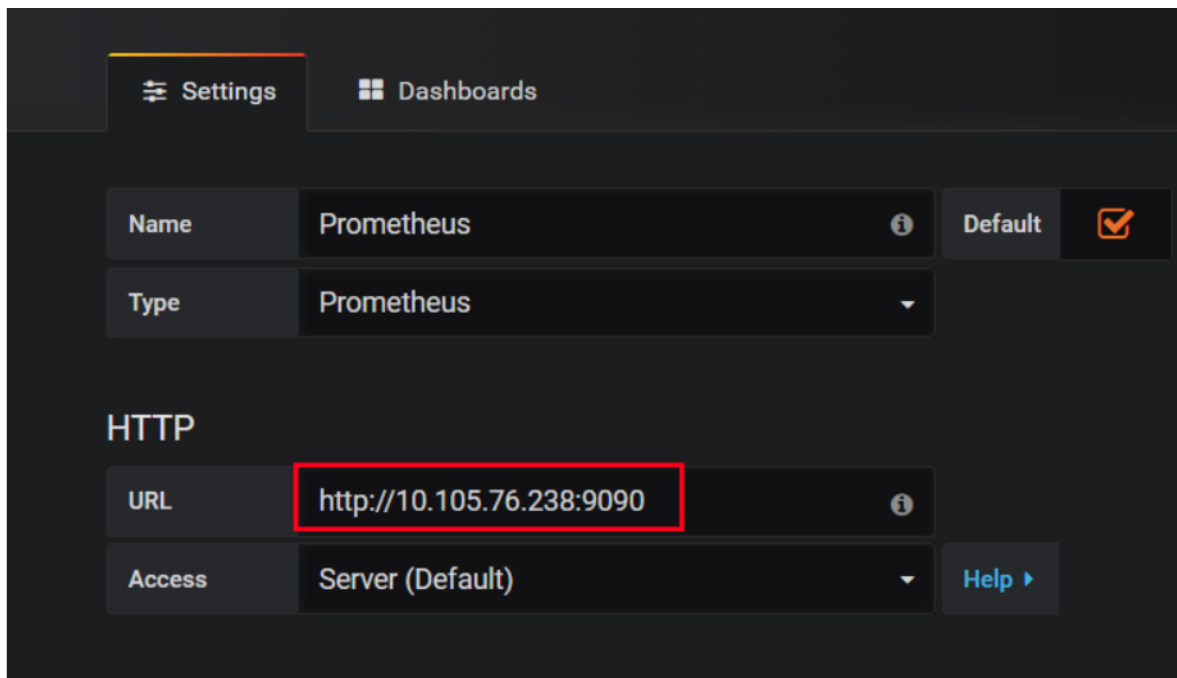 Settings Dashboards
Name Prometheus Default
Type Prometheus
HTTP
URL http://10.105.76.238:9090
Access Server (Default) Help